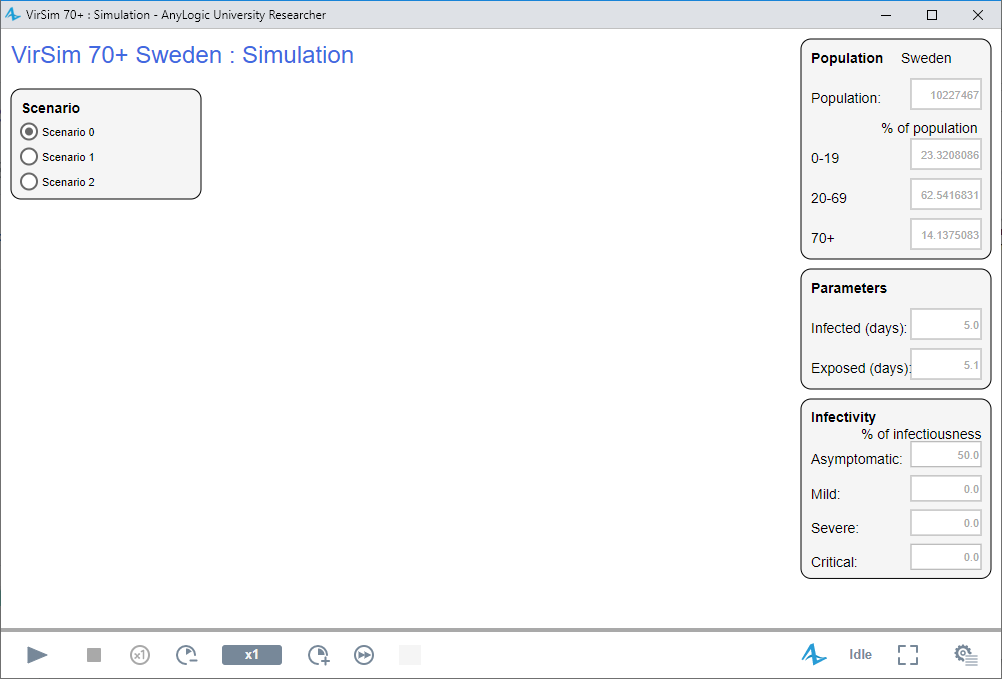 VirSim 70+ : Simulation - AnyLogic University Researcher
VirSim 70+ Sweden : Simulation
Scenario
Scenario 0
Scenario 1
Scenario 2
Population Sweden
Population: 10227467
% of population
0-19 23.3208086
20-69 62.5416831
70+ 14.1375083
Parameters
Infected (days): 5.0
Exposed (days): 5.1
Infectivity
% of infectiousness
Asymptomatic: 50.0
Mild: 0.0
Severe: 0.0
Critical: 0.0
x1 x1 Idle